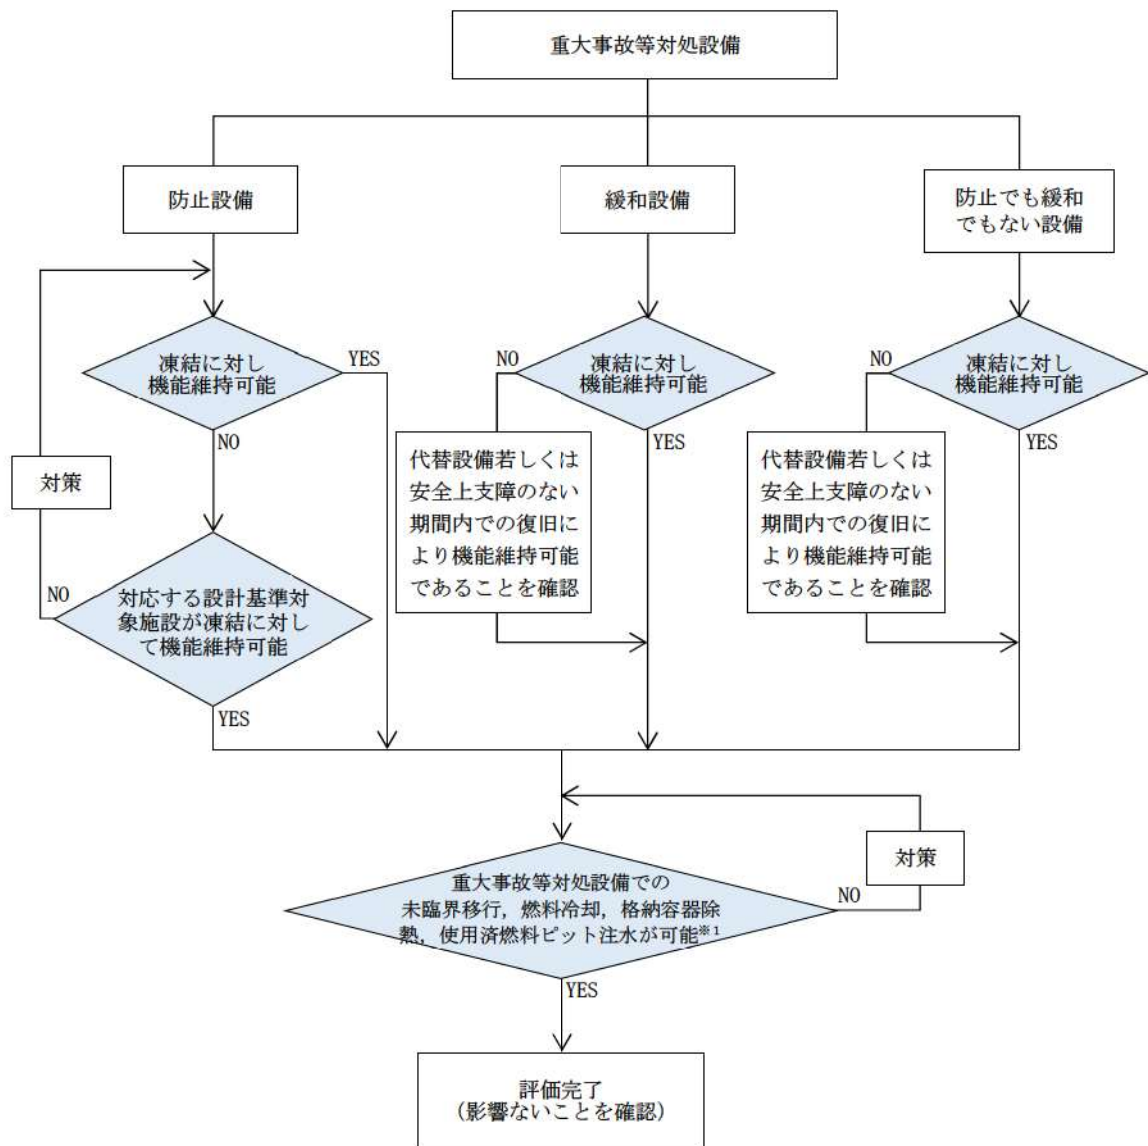 重大事故等対処設備
防止設備
緩和設備
防止でも緩和
でもない設備
凍結に対し
機能維持可能
YES
NO
凍結に対し
機能維持可能
NO
YES
凍結に対し
機能維持可能
NO
YES
対策
代替設備若しくは
安全上支障のない
期間内での復旧に
より機能維持可能
であることを確認
代替設備若しくは
安全上支障のない
期間内での復旧に
より機能維持可能
であることを確認
NO
対応する設計基準対
象施設が凍結に対し
て機能維持可能
YES
対策
重大事故等対処設備での
未臨界移行，燃料冷却，格納容器除
熱，使用済燃料ピット注水が可能※1
NO
YES
評価完了
（影響ないことを確認）